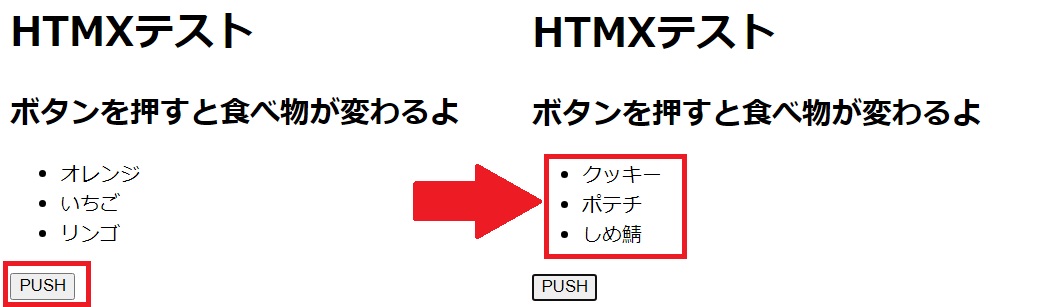 HTMXテスト
ボタンを押すと食べ物が変わるよ
オレンジ
いちご
リンゴ
PUSH
HTMXテスト
ボタンを押すと食べ物が変わるよ
クッキー
ポテチ
しめ鯖
PUSH